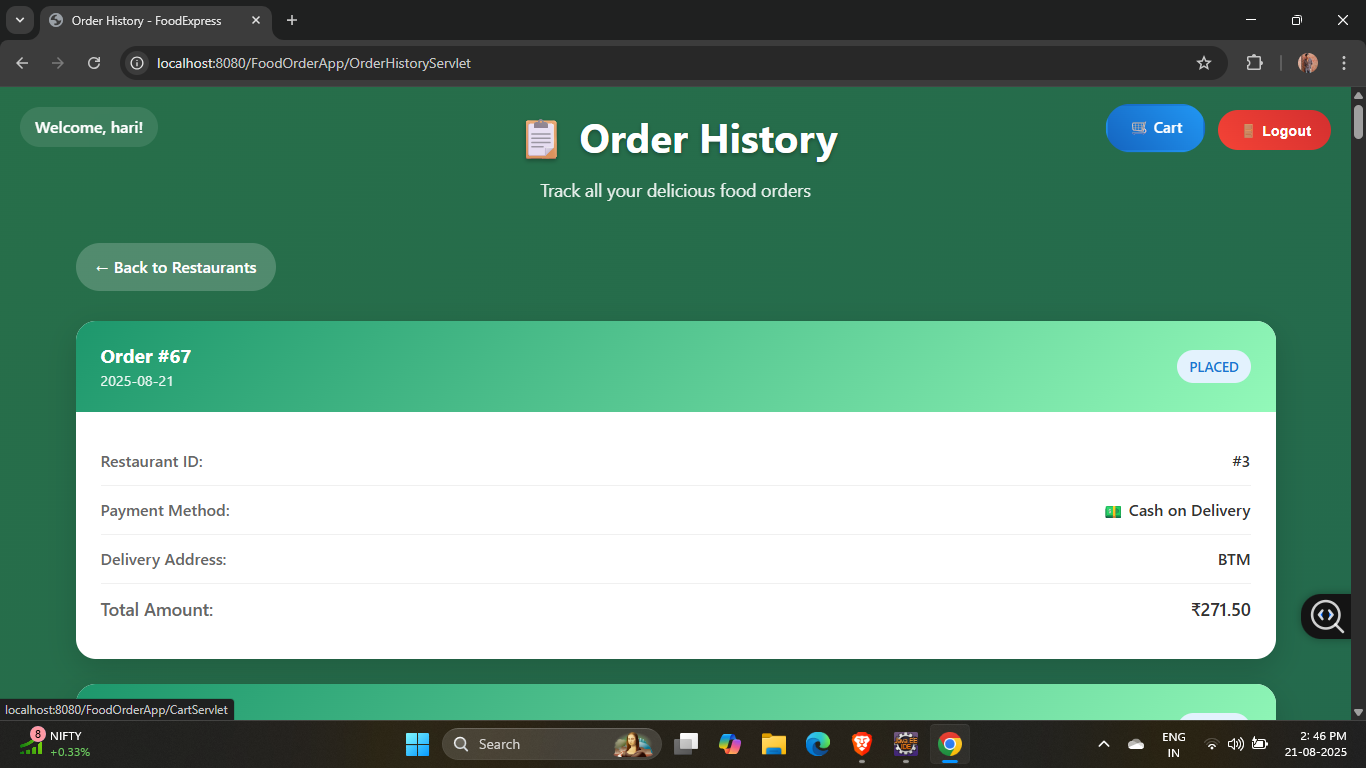 Order History - FoodExpress
localhost:8080/FoodOrderApp/OrderHistoryServlet
Welcome, hari!
Order History
Cart
Logout
Track all your delicious food orders
← Back to Restaurants
Order #67
2025-08-21
PLACED
Restaurant ID:
#3
Payment Method:
Cash on Delivery
Delivery Address:
BTM
Total Amount:
₹271.50
localhost:8080/FoodOrderApp/CartServlet
8
NIFTY
+0.33%
Search
Java EE
IDE
ENG
IN
2:46 PM
21-08-2025